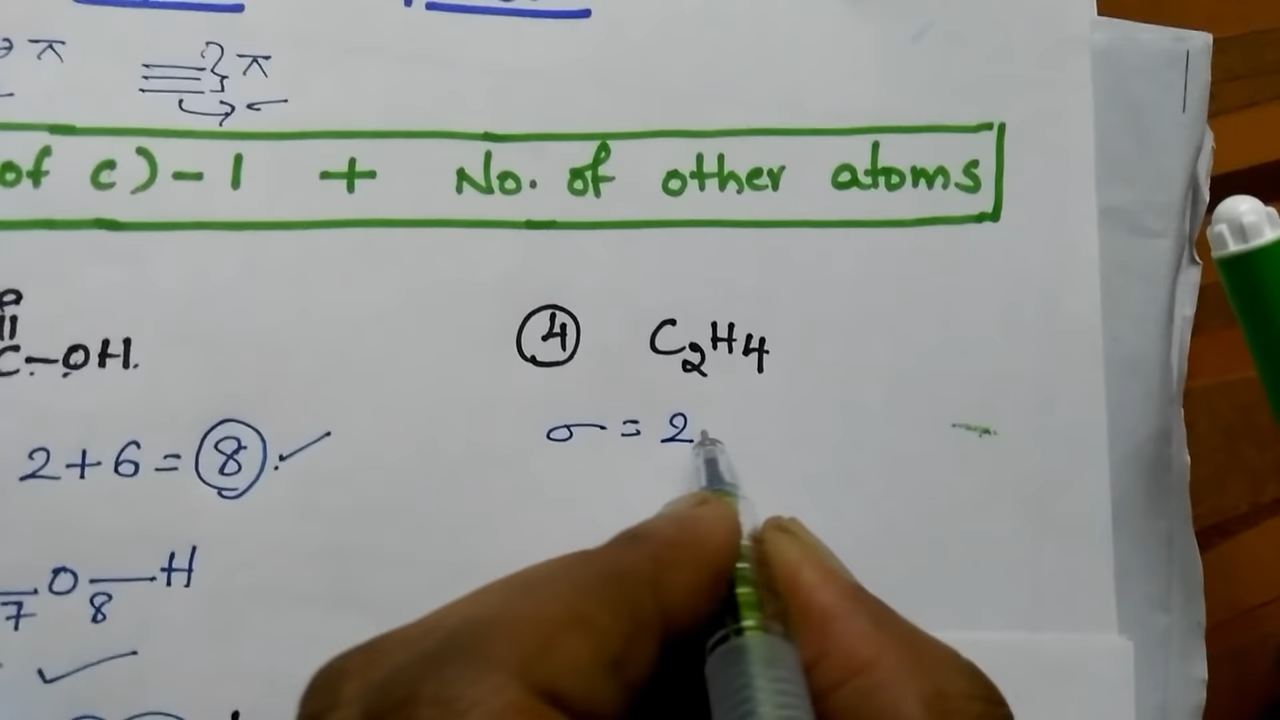 π ≡}π
of C)-1 + No. of other atoms
O
||
C-OH.
④ C₂H₄
σ = 2
2+6=⑧✓
7 O 8 H